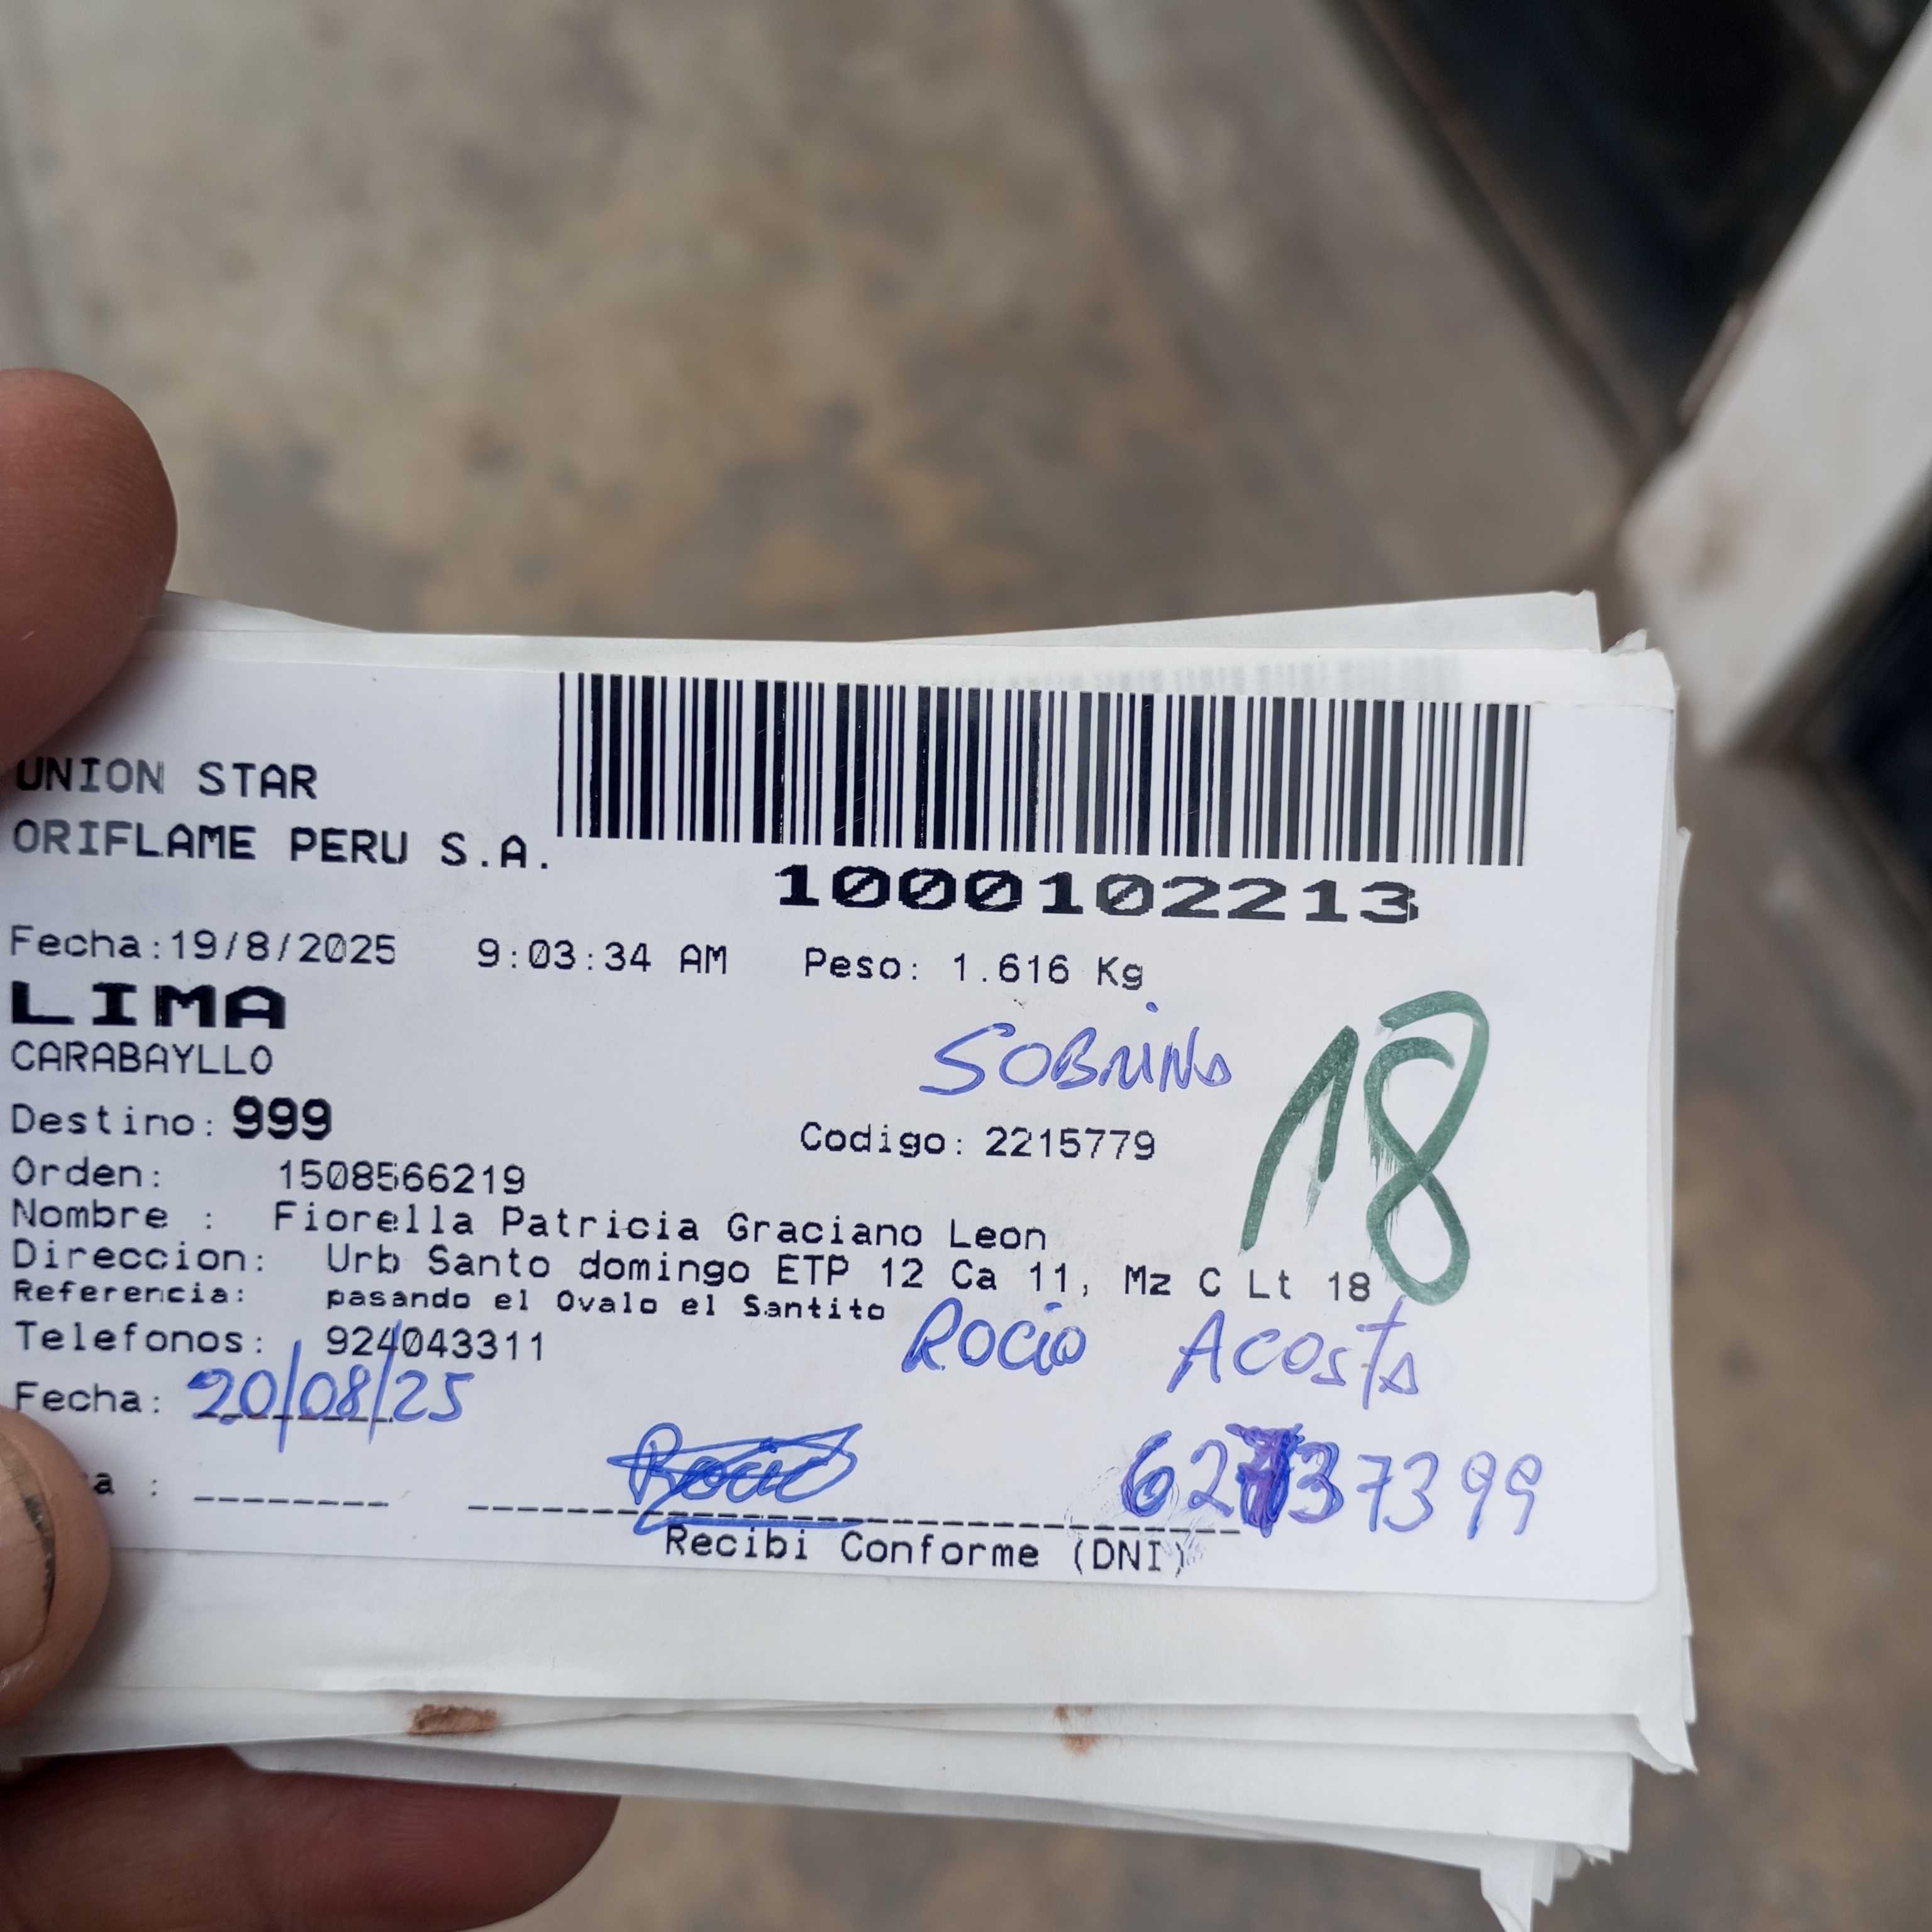 UNION STAR
ORIFLAME PERU S.A.
1000102213
Fecha:19/8/2025 9:03:34 AM Peso: 1.616 Kg
LIMA
CARABAYLLO
SOBRINA
18
Destino: 999 Codigo: 2215779
Orden: 1508566219
Nombre : Fiorella Patricia Graciano Leon
Direccion: Urb Santo domingo ETP 12 Ca 11, Mz C Lt 18
Referencia: pasando el Ovalo el Santito
Telefonos: 924043311
Rocio Acosta
Fecha: 20/08/25
a :
Rocio
Recibi Conforme (DNI)